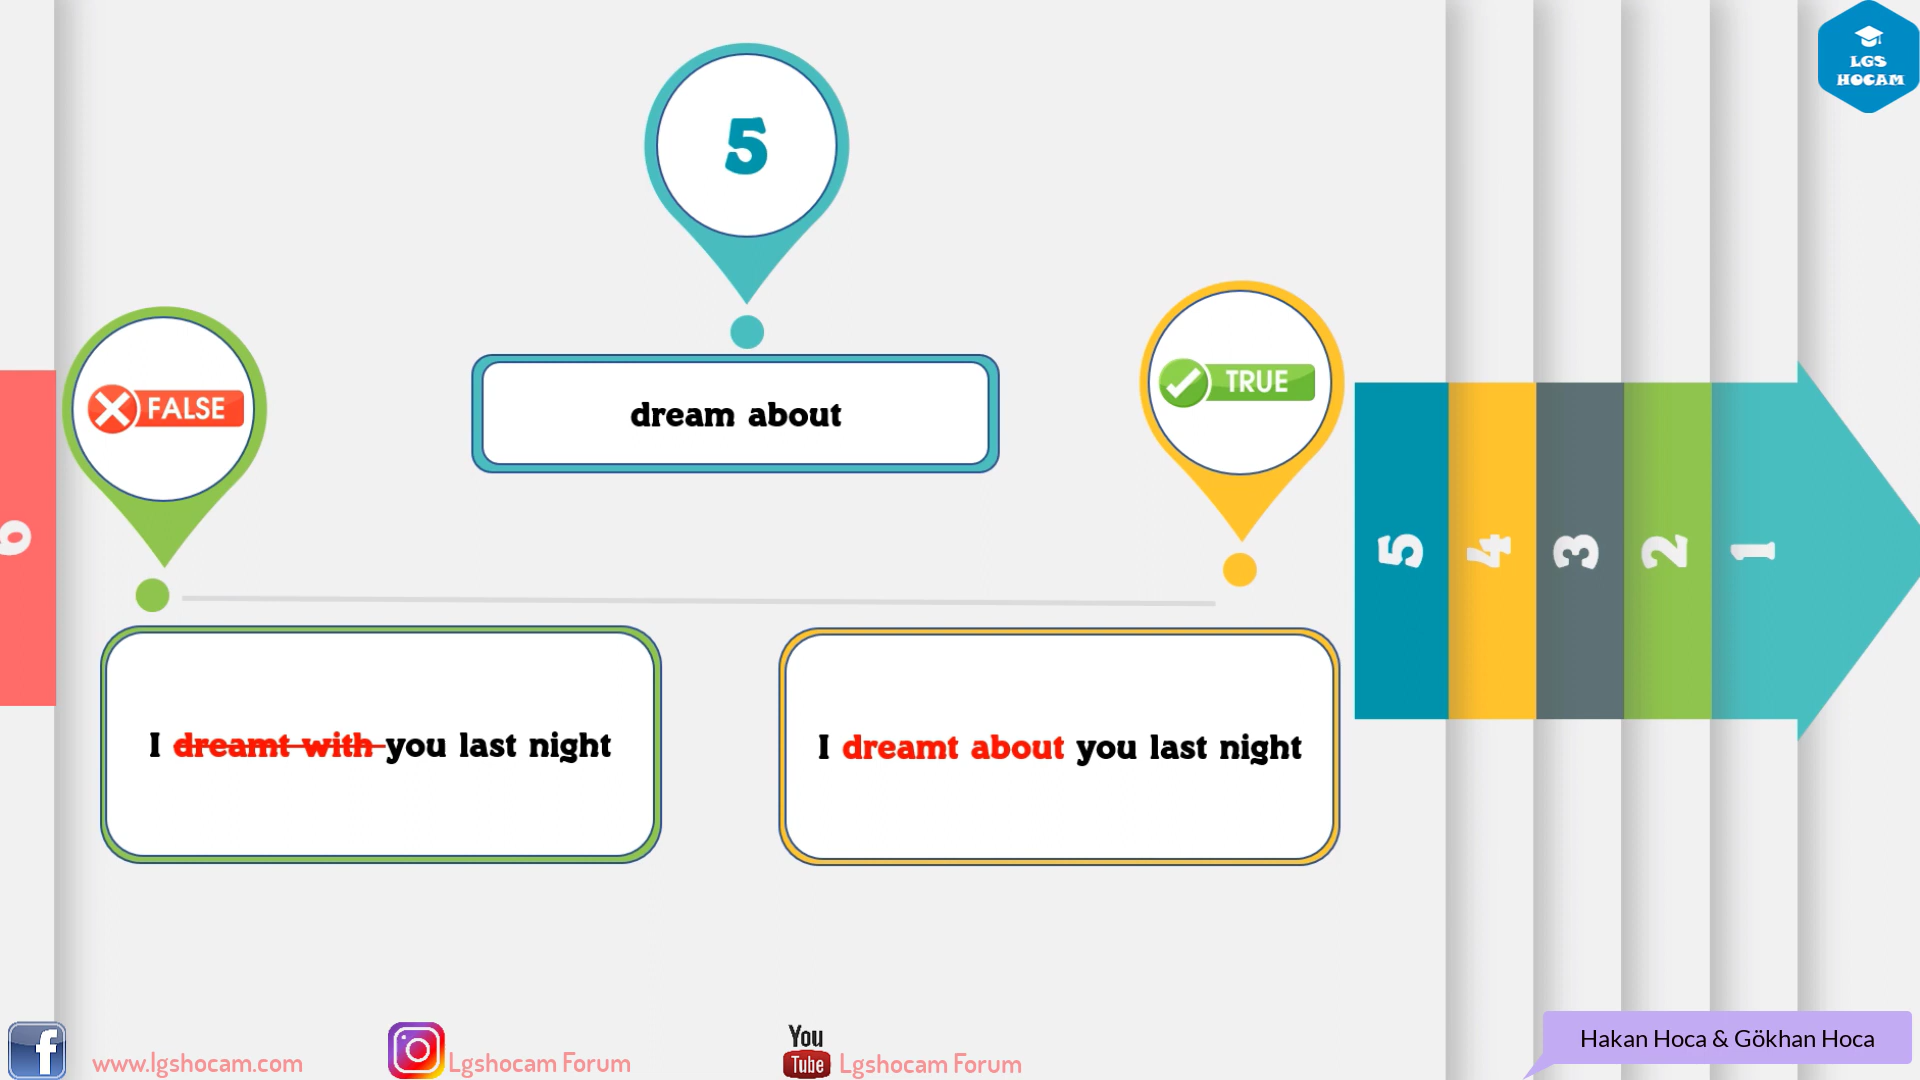 LGS
HOCAM
5
dream about
FALSE
TRUE
I dreamt with you last night
I dreamt about you last night
6
5
4
3
2
1
www.lgshocam.com
Lgshocam Forum
You
Tube
Lgshocam Forum
Hakan Hoca & Gökhan Hoca